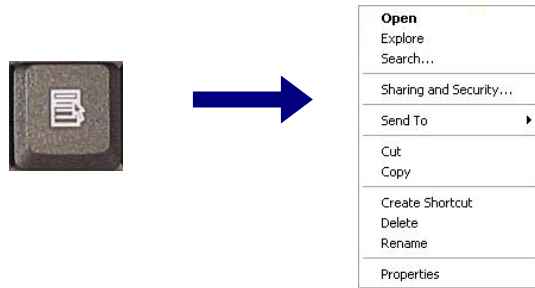 Open
Explore
Search...
Sharing and Security...
Send To
Cut
Copy
Create Shortcut
Delete
Rename
Properties